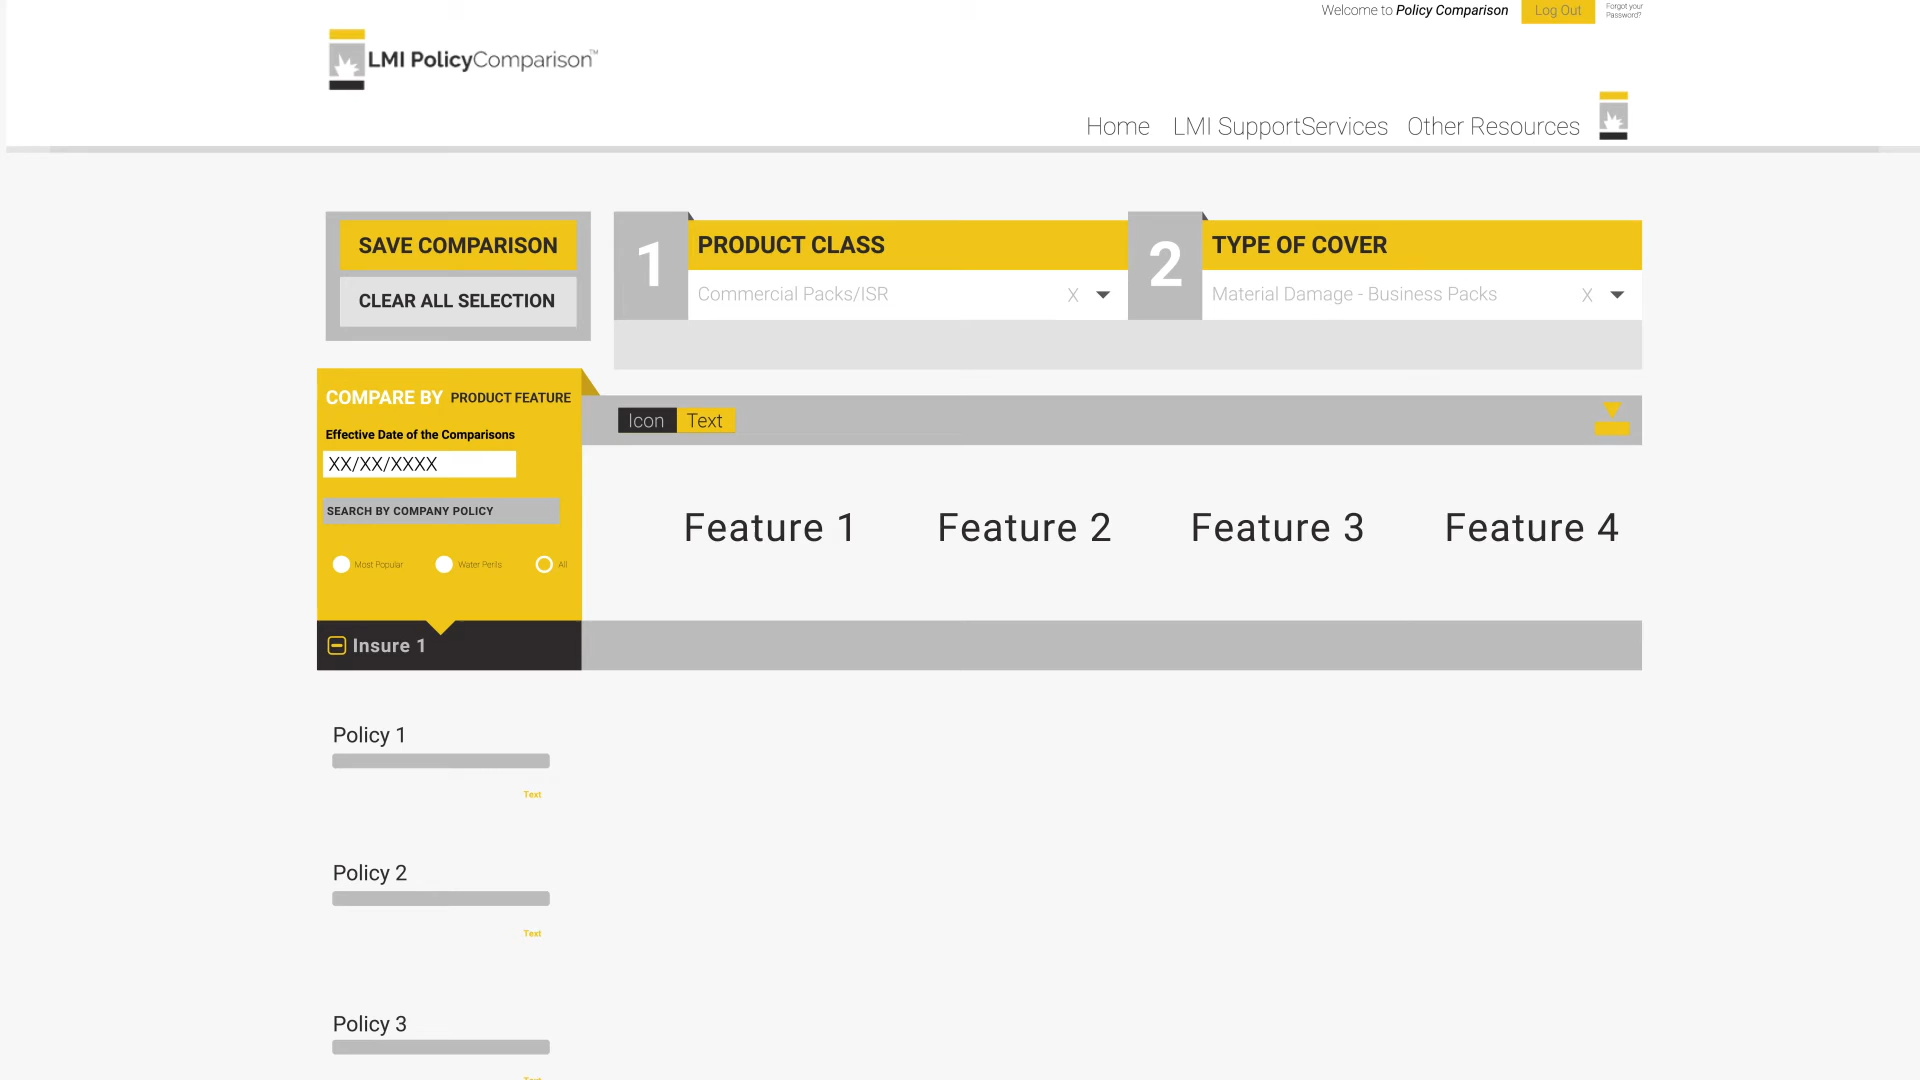 Welcome to Policy Comparison
Log Out
Forgot your
Password?
LMI PolicyComparison™
Home LMI SupportServices Other Resources
SAVE COMPARISON
CLEAR ALL SELECTION
1 PRODUCT CLASS
Commercial Packs/ISR X
2 TYPE OF COVER
Material Damage - Business Packs X
COMPARE BY PRODUCT FEATURE
Effective Date of the Comparisons
XX/XX/XXXX
SEARCH BY COMPANY POLICY
Most Popular Water Perils All
Icon Text
Feature 1 Feature 2 Feature 3 Feature 4
Insure 1
Policy 1
Text
Policy 2
Text
Policy 3